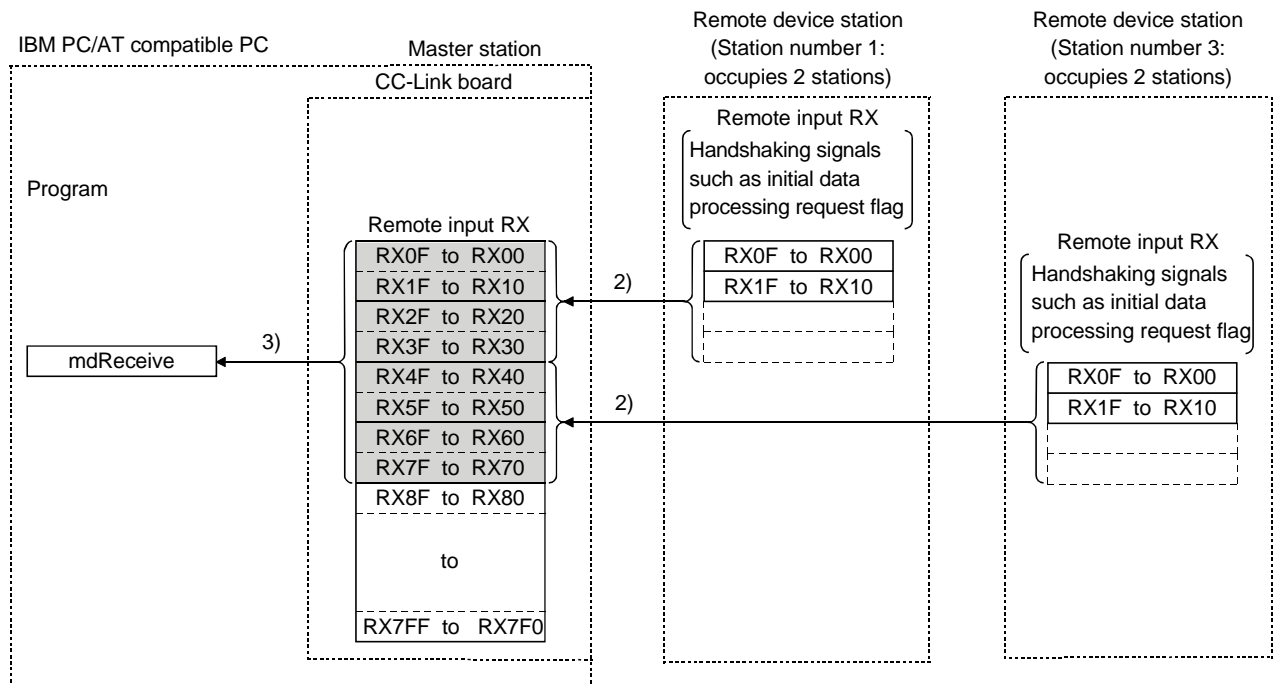 IBM PC/AT compatible PC
Master station
CC-Link board
Program
Remote input RX
RX0F to RX00
RX1F to RX10
RX2F to RX20
RX3F to RX30
RX4F to RX40
RX5F to RX50
RX6F to RX60
RX7F to RX70
RX8F to RX80
to
RX7FF to RX7F0
mdReceive
3)
2)
2)
Remote device station
(Station number 1:
occupies 2 stations)
Remote input RX
Handshaking signals
such as initial data
processing request flag
RX0F to RX00
RX1F to RX10
Remote device station
(Station number 3:
occupies 2 stations)
Remote input RX
Handshaking signals
such as initial data
processing request flag
RX0F to RX00
RX1F to RX10